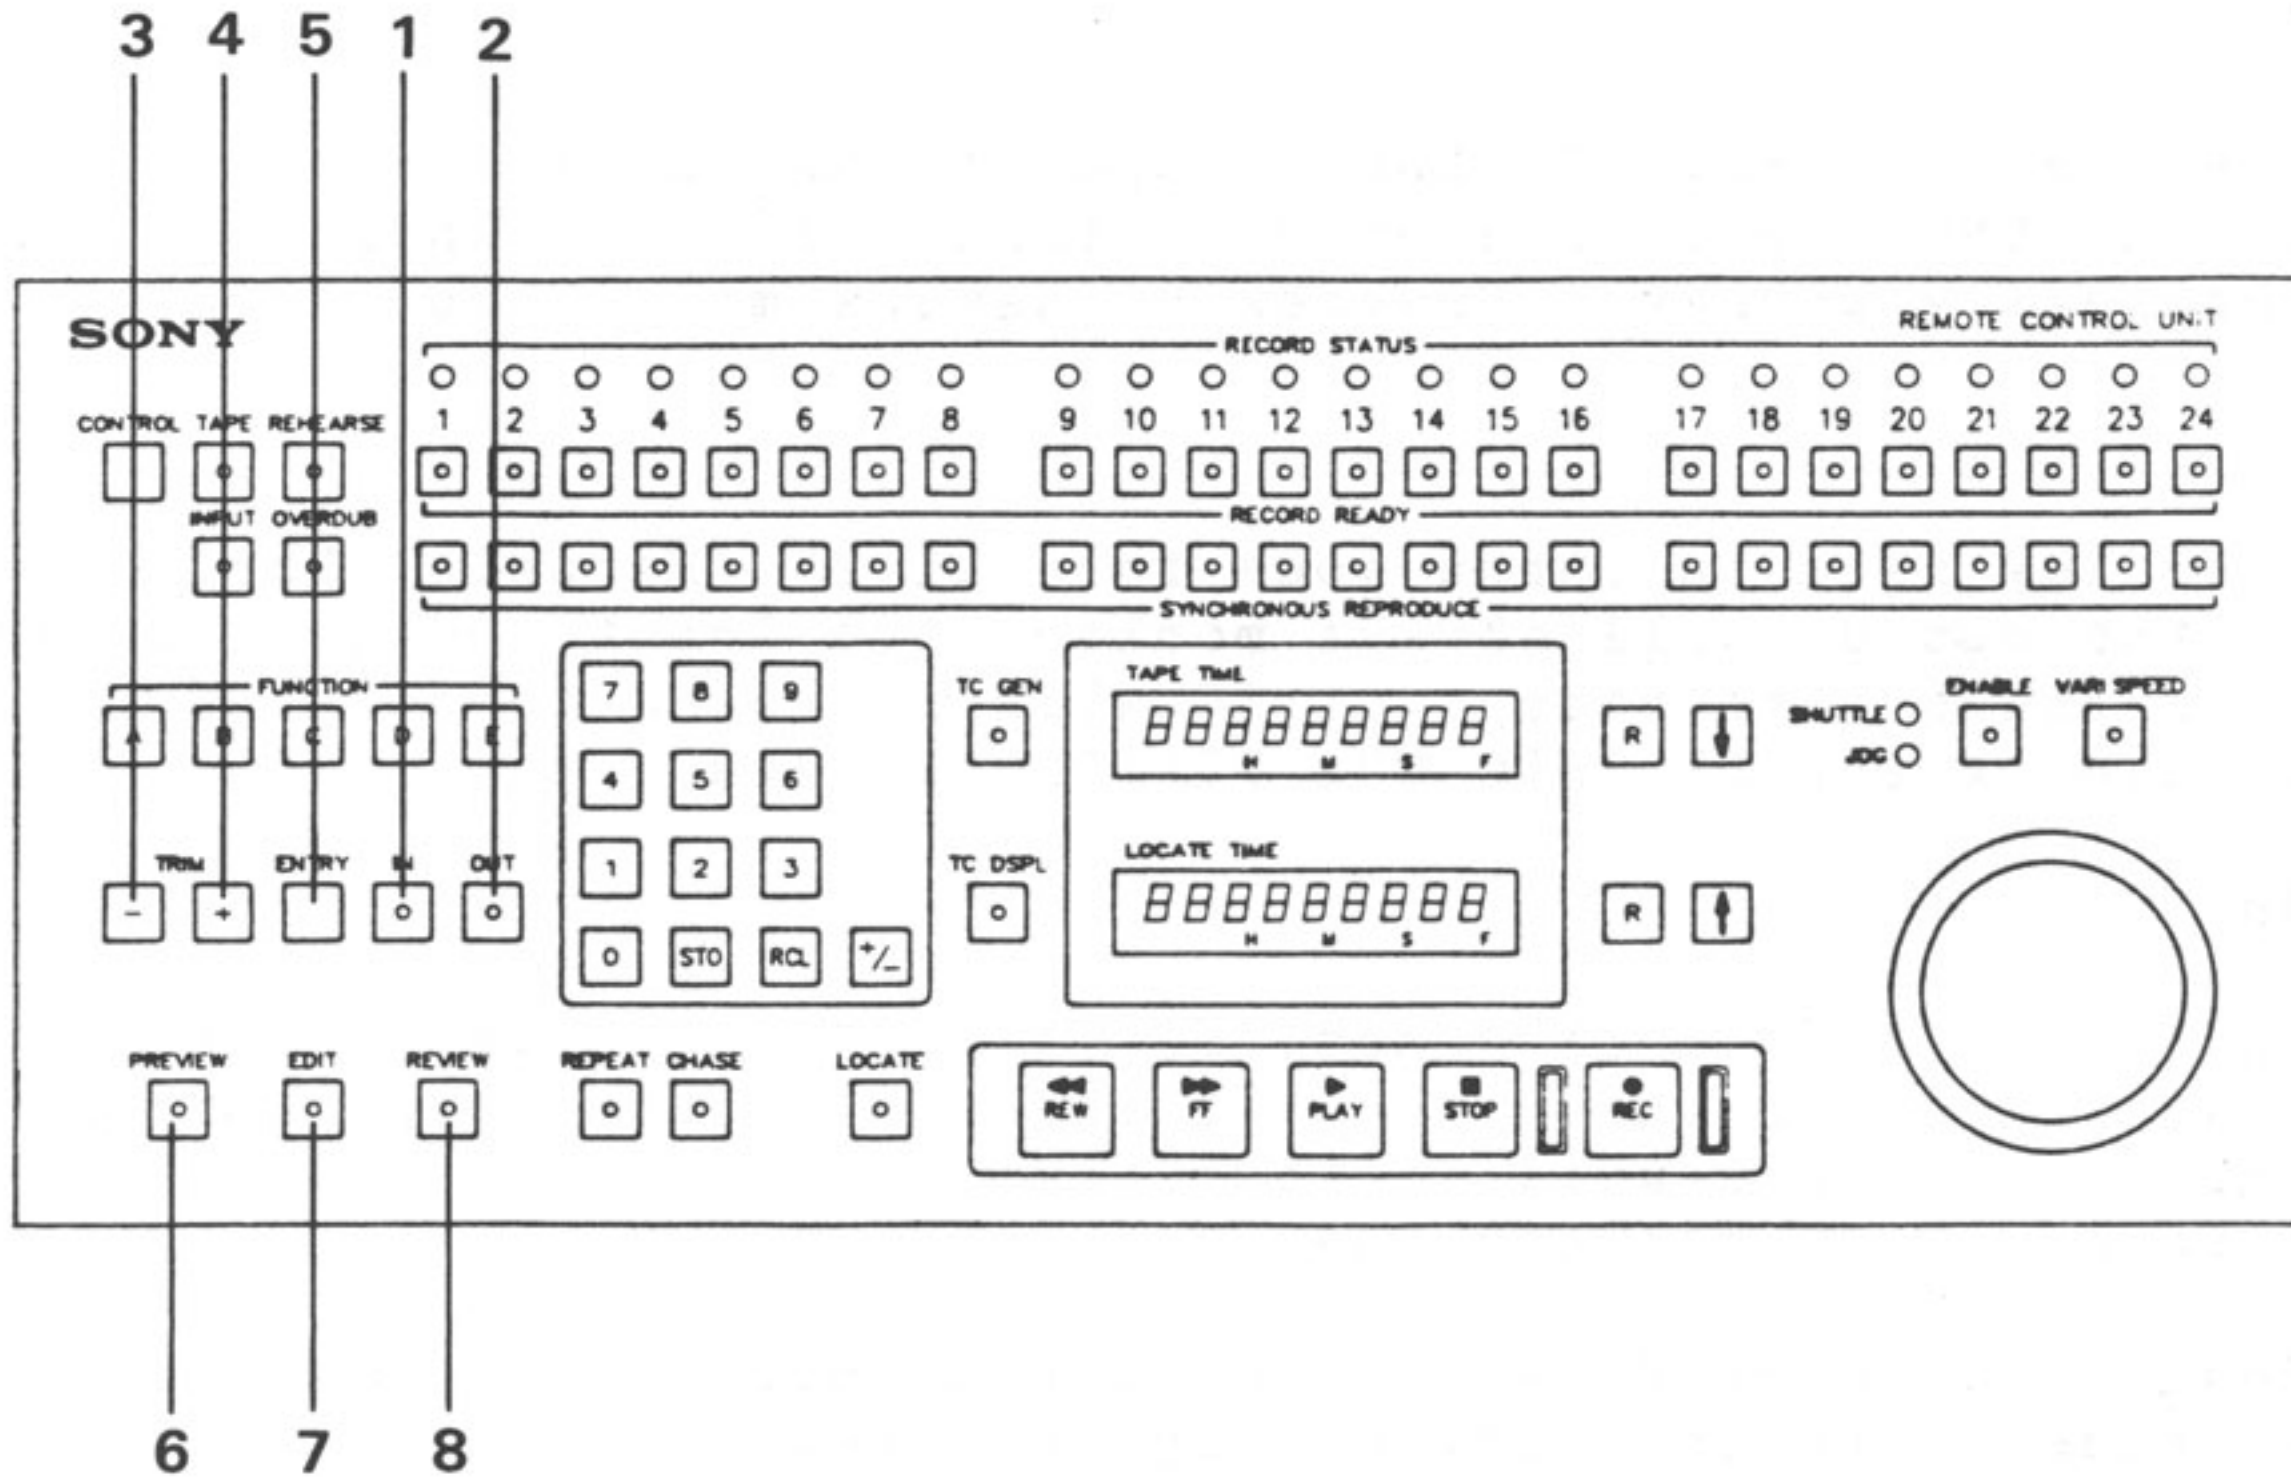 3 4 5 1 2
SONY
REMOTE CONTROL UNIT
RECORD STATUS
CONTROL TAPE REHEARSE
1 2 3 4 5 6 7 8 9 10 11 12 13 14 15 16 17 18 19 20 21 22 23 24
INPUT OVERDUB
RECORD READY
SYNCHRONOUS REPRODUCE
FUNCTION
A B C D E
TRIM ENTRY IN OUT
- +
7 8 9
4 5 6
1 2 3
0 STO RCL +/-
TC GEN
TC DSPL
TAPE TIME
H M S F
LOCATE TIME
H M S F
R
R
SHUTTLE
JOG
ENABLE VARI SPEED
PREVIEW EDIT REVIEW
REPEAT CHASE
LOCATE
REW FF PLAY STOP REC
6 7 8